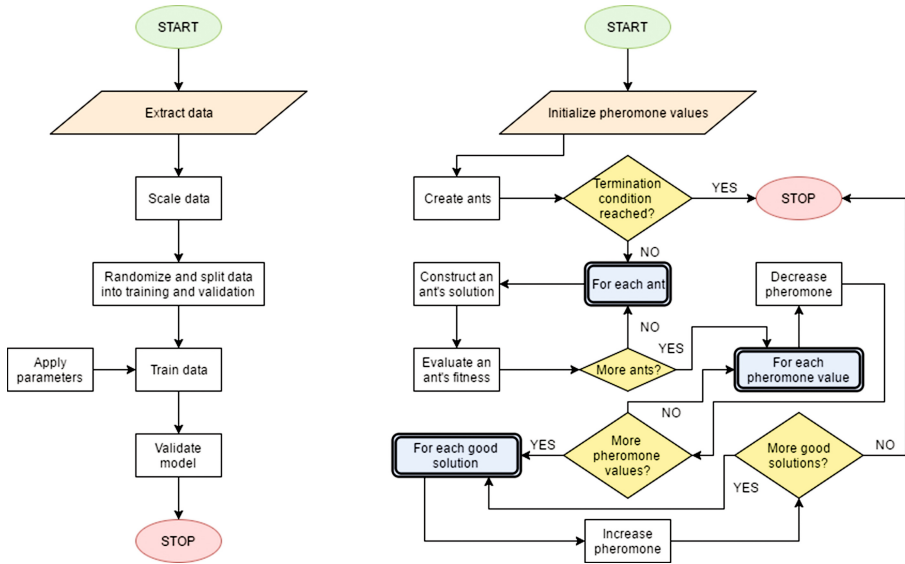 START
Extract data
Scale data
Randomize and split data
into training and validation
Apply
parameters
Train data
Validate
model
STOP
START
Initialize pheromone values
Create ants
Termination
condition
reached?
YES
STOP
NO
Construct an
ant's solution
For each ant
Decrease
pheromone
NO
YES
Evaluate an
ant's fitness
More ants?
For each
pheromone value
NO
For each good
solution
YES
More
pheromone
values?
More good
solutions?
NO
YES
Increase
pheromone